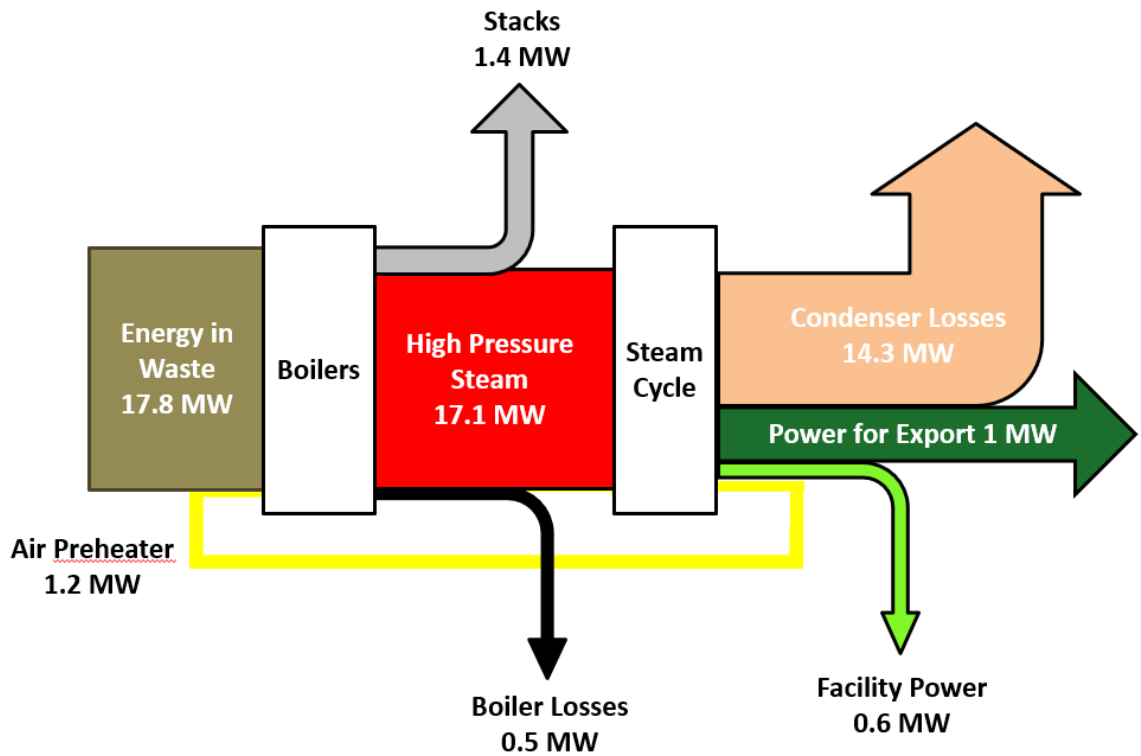 Stacks
1.4 MW
Energy in
Waste
17.8 MW
Boilers
High Pressure
Steam
17.1 MW
Steam
Cycle
Condenser Losses
14.3 MW
Power for Export 1 MW
Air Preheater
1.2 MW
Boiler Losses
0.5 MW
Facility Power
0.6 MW